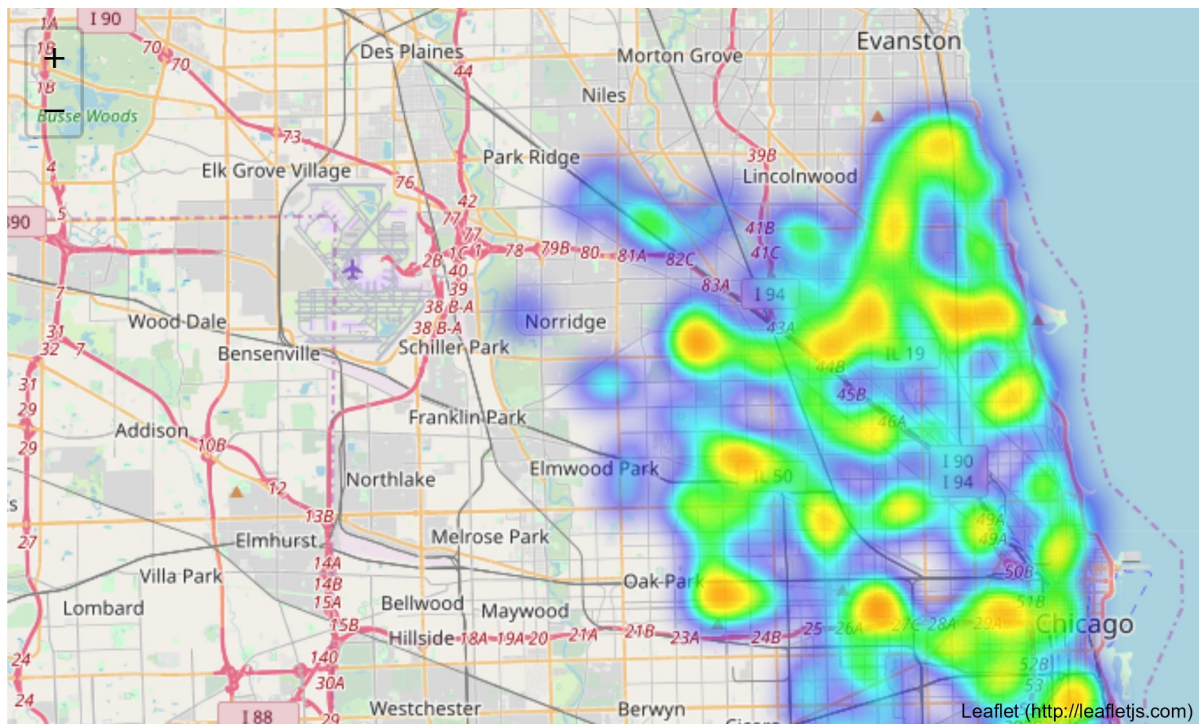 1A
I 90
1B
+
1B
−
Busse Woods
70
70
Des Plaines
44
Morton Grove
Evanston
Niles
73
39B
Park Ridge
Lincolnwood
Elk Grove Village
76
4
42
5
77
390
77
41B
1C 1 78 79B 80 81A 82C 41C
2B
40
83A
39
I 94
7
38 B-A
Wood Dale
38 B-A
Norridge
43A
31
32 7
Bensenville
Schiller Park
IL 19
44B
31
45B
29
Franklin Park
46A
Addison
29
10B
I 90
I 94
Elmwood Park
IL 50
Northlake
12
13B
49A
49A
27
Elmhurst
Melrose Park
14A
Villa Park
14B
50B
Oak Park
15A
51B
Lombard
Bellwood
Maywood
15B
25 26A 27C 28A 29A
Chicago
Hillside 18A 19A 20 21A 21B 23A 24B
24
140
52B
30A
53
24
Westchester
Berwyn
I 88
29
Cicero
Leaflet (http://leafletjs.com)